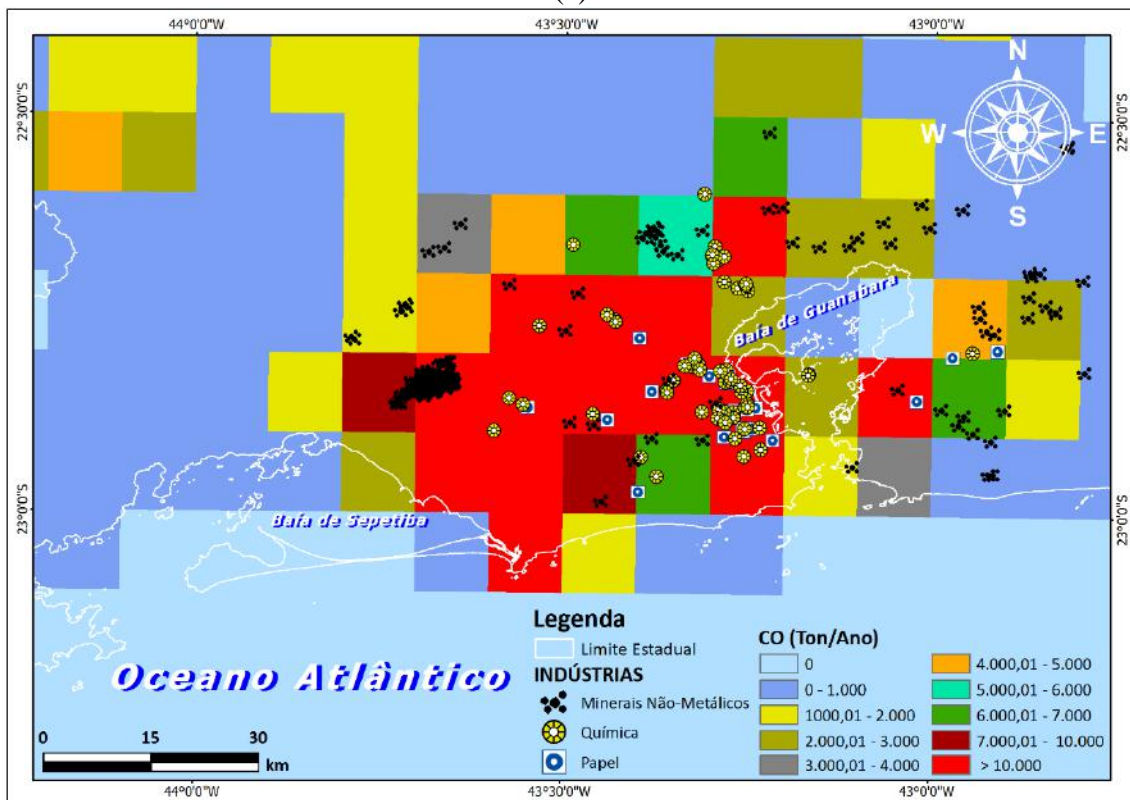 44°0'0"W 43°30'0"W 43°0'0"W
22°30'0"S 22°30'0"S
N
W E
S
Baía de Guanabara
23°0'0"S 23°0'0"S
Baía de Sepetiba
Oceano Atlântico
Legenda
Limite Estadual
INDÚSTRIAS
Minerais Não-Metálicos
Química
Papel
CO (Ton/Ano)
0
0 - 1.000
1000,01 - 2.000
2.000,01 - 3.000
3.000,01 - 4.000
4.000,01 - 5.000
5.000,01 - 6.000
6.000,01 - 7.000
7.000,01 - 10.000
> 10.000
0 15 30
km
44°0'0"W 43°30'0"W 43°0'0"W